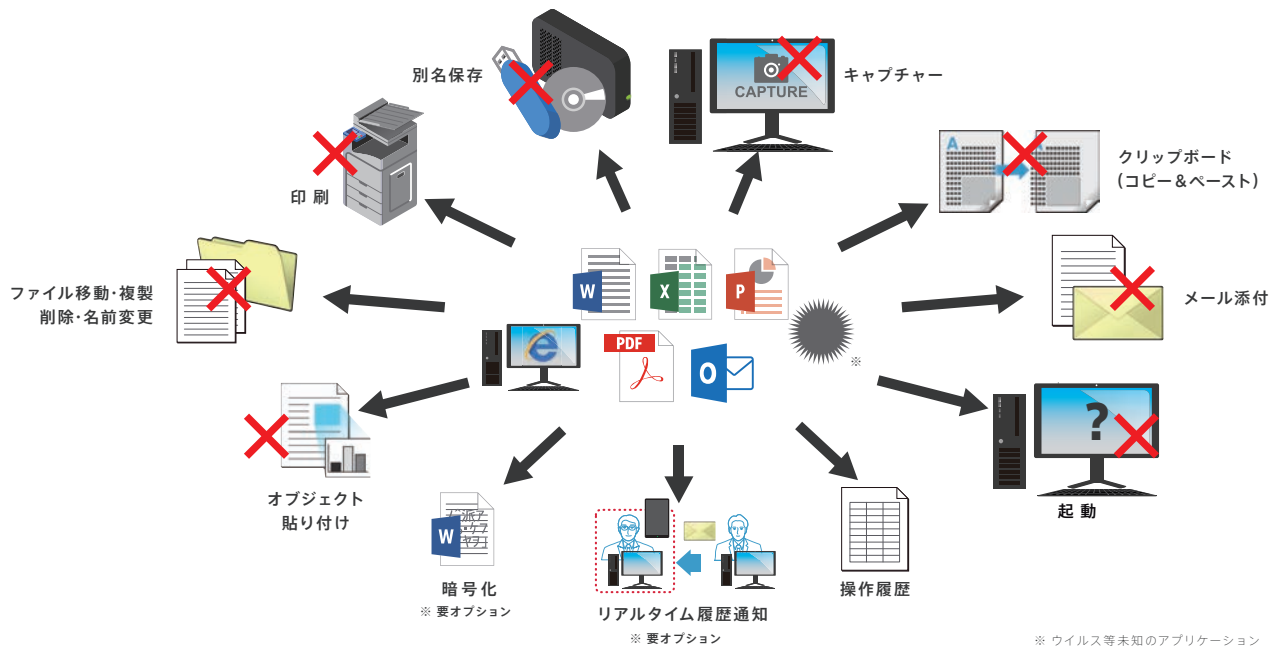 別名保存
キャプチャー
CAPTURE
印刷
クリップボード
(コピー&ペースト)
A
ファイル移動・複製
削除・名前変更
メール添付
W
X
P
PDF
O
※
?
オブジェクト
貼り付け
起動
W
暗号化
※ 要オプション
リアルタイム履歴通知
※ 要オプション
操作履歴
※ ウイルス等未知のアプリケーション